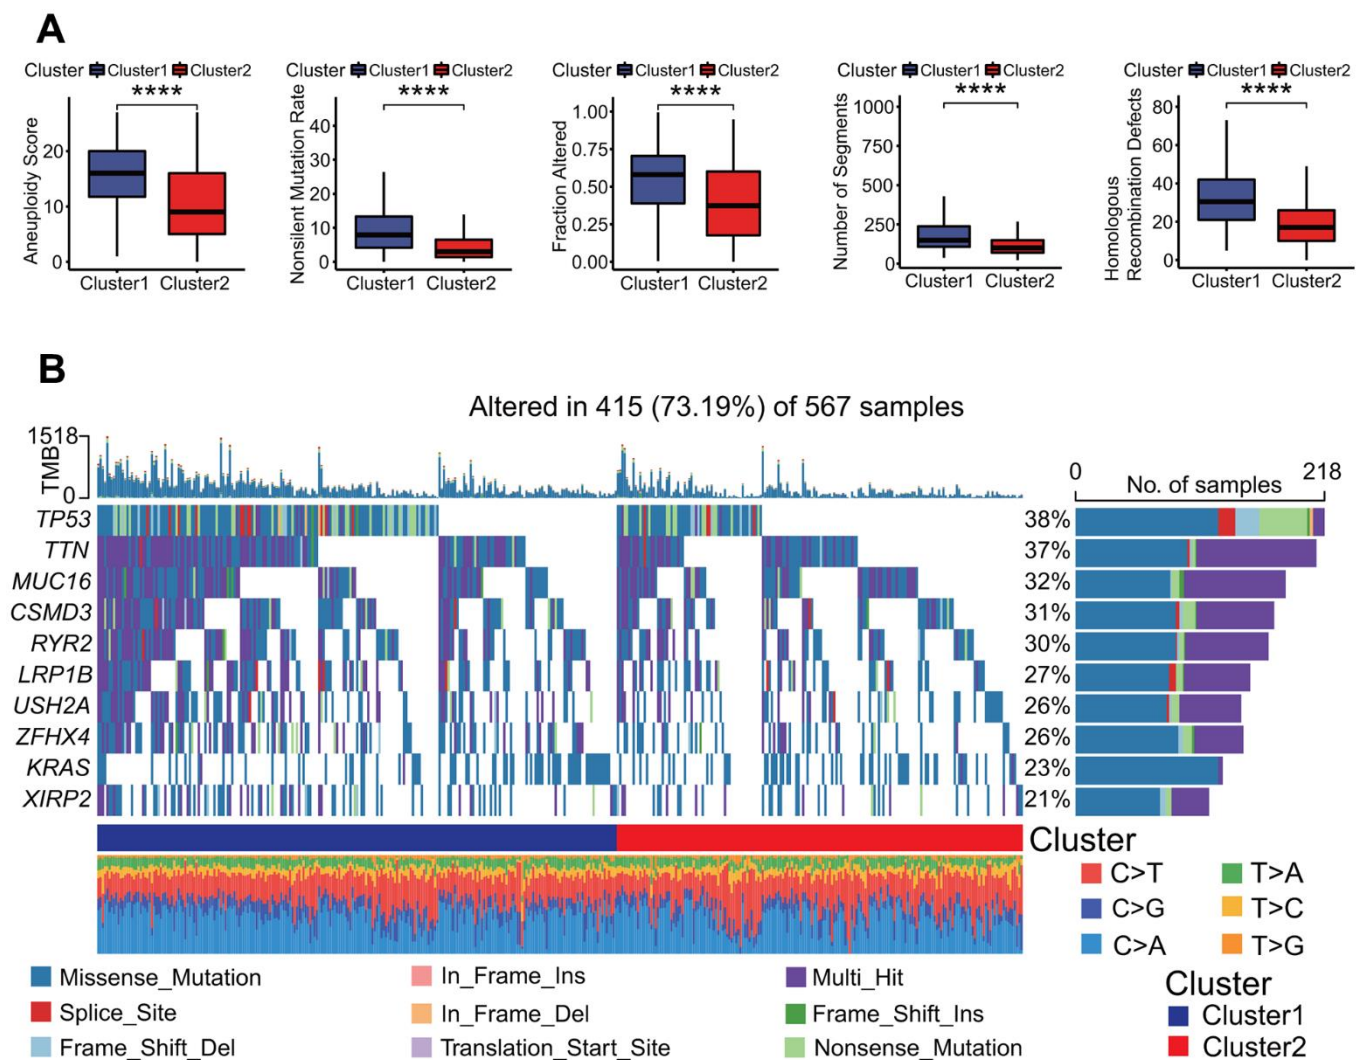 A
Cluster Cluster1 Cluster2
****
Aneuploidy Score
20
10
0
Cluster1 Cluster2
Cluster Cluster1 Cluster2
****
Nonsilent Mutation Rate
40
30
20
10
0
Cluster1 Cluster2
Cluster Cluster1 Cluster2
****
Fraction Altered
1.00
0.75
0.50
0.25
0.00
Cluster1 Cluster2
Cluster Cluster1 Cluster2
****
Number of Segments
1000
750
500
250
0
Cluster1 Cluster2
Cluster Cluster1 Cluster2
****
Homologous
Recombination Defects
80
60
40
20
0
Cluster1 Cluster2
B
Altered in 415 (73.19%) of 567 samples
1518
TMB
0
0 218
No. of samples
TP53 38%
TTN 37%
MUC16 32%
CSMD3 31%
RYR2 30%
LRP1B 27%
USH2A 26%
ZFHX4 26%
KRAS 23%
XIRP2 21%
Cluster
C>T T>A
C>G T>C
C>A T>G
Missense_Mutation In_Frame_Ins Multi_Hit
Splice_Site In_Frame_Del Frame_Shift_Ins
Frame_Shift_Del Translation_Start_Site Nonsense_Mutation
Cluster
Cluster1
Cluster2